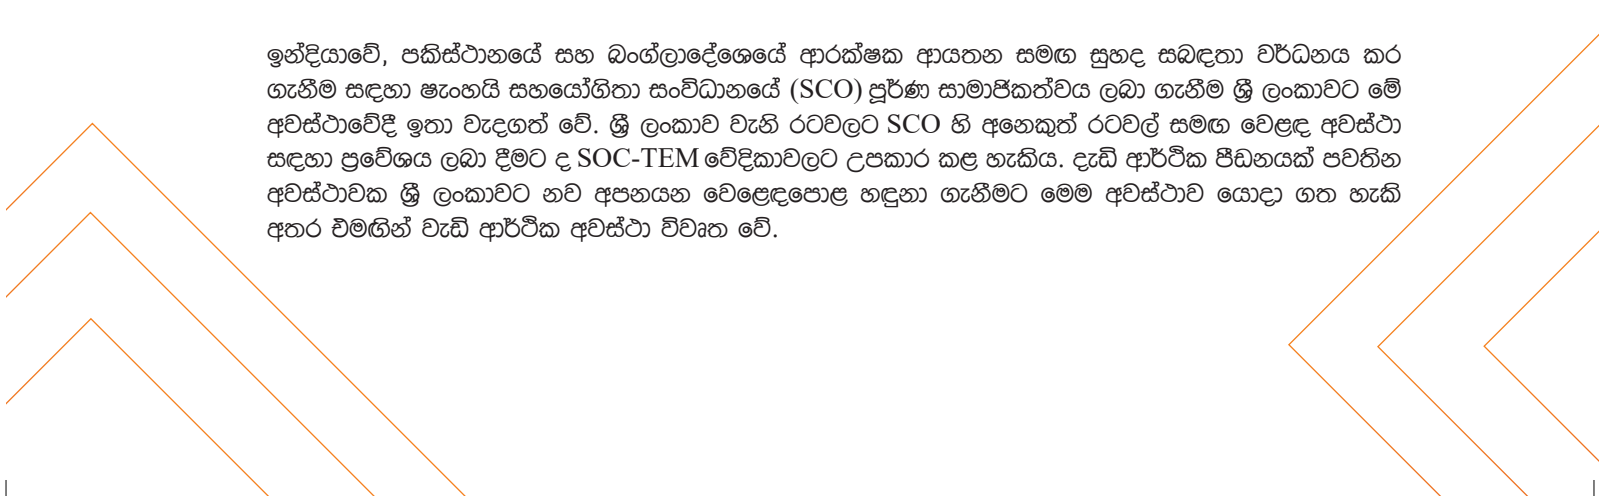 ඉන්දියාවේ, පකිස්ථානයේ සහ බංග්ලාදේශෙයේ ආරක්ෂක ආයතන සමඟ සුහද සබඳතා වර්ධනය කර
ගැනීම සඳහා ෂැංහයි සහයෝගිතා සංවිධානයේ (SCO) පූර්ණ සාමාජිකත්වය ලබා ගැනීම ශ්‍රී ලංකාවට මේ
අවස්ථාවේදී ඉතා වැදගත් වේ. ශ්‍රී ලංකාව වැනි රටවලට SCO හි අනෙකුත් රටවල් සමඟ වෙළඳ අවස්ථා
සඳහා ප්‍රවේශය ලබා දීමට ද SOC-TEM වේදිකාවලට උපකාර කළ හැකිය. දැඩි ආර්ථික පීඩනයක් පවතින
අවස්ථාවක ශ්‍රී ලංකාවට නව අපනයන වෙළෙඳපොළ හඳුනා ගැනීමට මෙම අවස්ථාව යොදා ගත හැකි
අතර එමඟින් වැඩි ආර්ථික අවස්ථා විවෘත වේ.